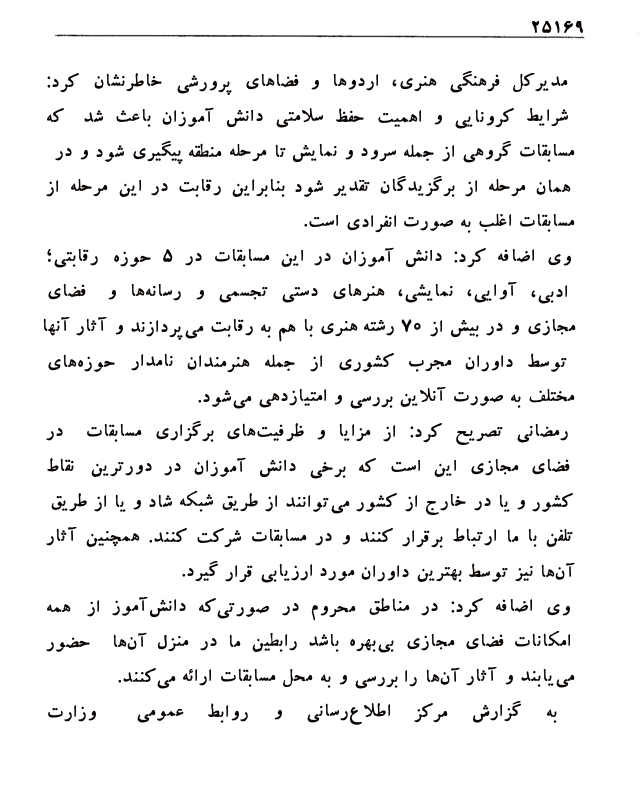 ۲۵۱۶۹
مدیرکل فرهنگی هنری، اردوها و فضاهای پرورشی خاطرنشان کرد:
شرایط کرونایی و اهمیت حفظ سلامتی دانش آموزان باعث شد که
مسابقات گروهی از جمله سرود و نمایش تا مرحله منطقه پیگیری شود و در
همان مرحله از برگزیدگان تقدیر شود بنابراین رقابت در این مرحله از
مسابقات اغلب به صورت انفرادی است.
وی اضافه کرد: دانش آموزان در این مسابقات در ۵ حوزه رقابتی؛
ادبی، آوایی، نمایشی، هنرهای دستی تجسمی و رسانه‌ها و فضای
مجازی و در بیش از ۷۰ رشته هنری با هم به رقابت می‌پردازند و آثار آنها
توسط داوران مجرب کشوری از جمله هنرمندان نامدار حوزه‌های
مختلف به صورت آنلاین بررسی و امتیازدهی می‌شود.
رمضانی تصریح کرد: از مزایا و ظرفیت‌های برگزاری مسابقات در
فضای مجازی این است که برخی دانش آموزان در دورترین نقاط
کشور و یا در خارج از کشور می‌توانند از طریق شبکه شاد و یا از طریق
تلفن با ما ارتباط برقرار کنند و در مسابقات شرکت کنند. همچنین آثار
آن‌ها نیز توسط بهترین داوران مورد ارزیابی قرار گیرد.
وی اضافه کرد: در مناطق محروم در صورتی‌که دانش‌آموز از همه
امکانات فضای مجازی بی‌بهره باشد رابطین ما در منزل آن‌ها حضور
می‌یابند و آثار آن‌ها را بررسی و به محل مسابقات ارائه می‌کنند.
به گزارش مرکز اطلاع‌رسانی و روابط عمومی وزارت